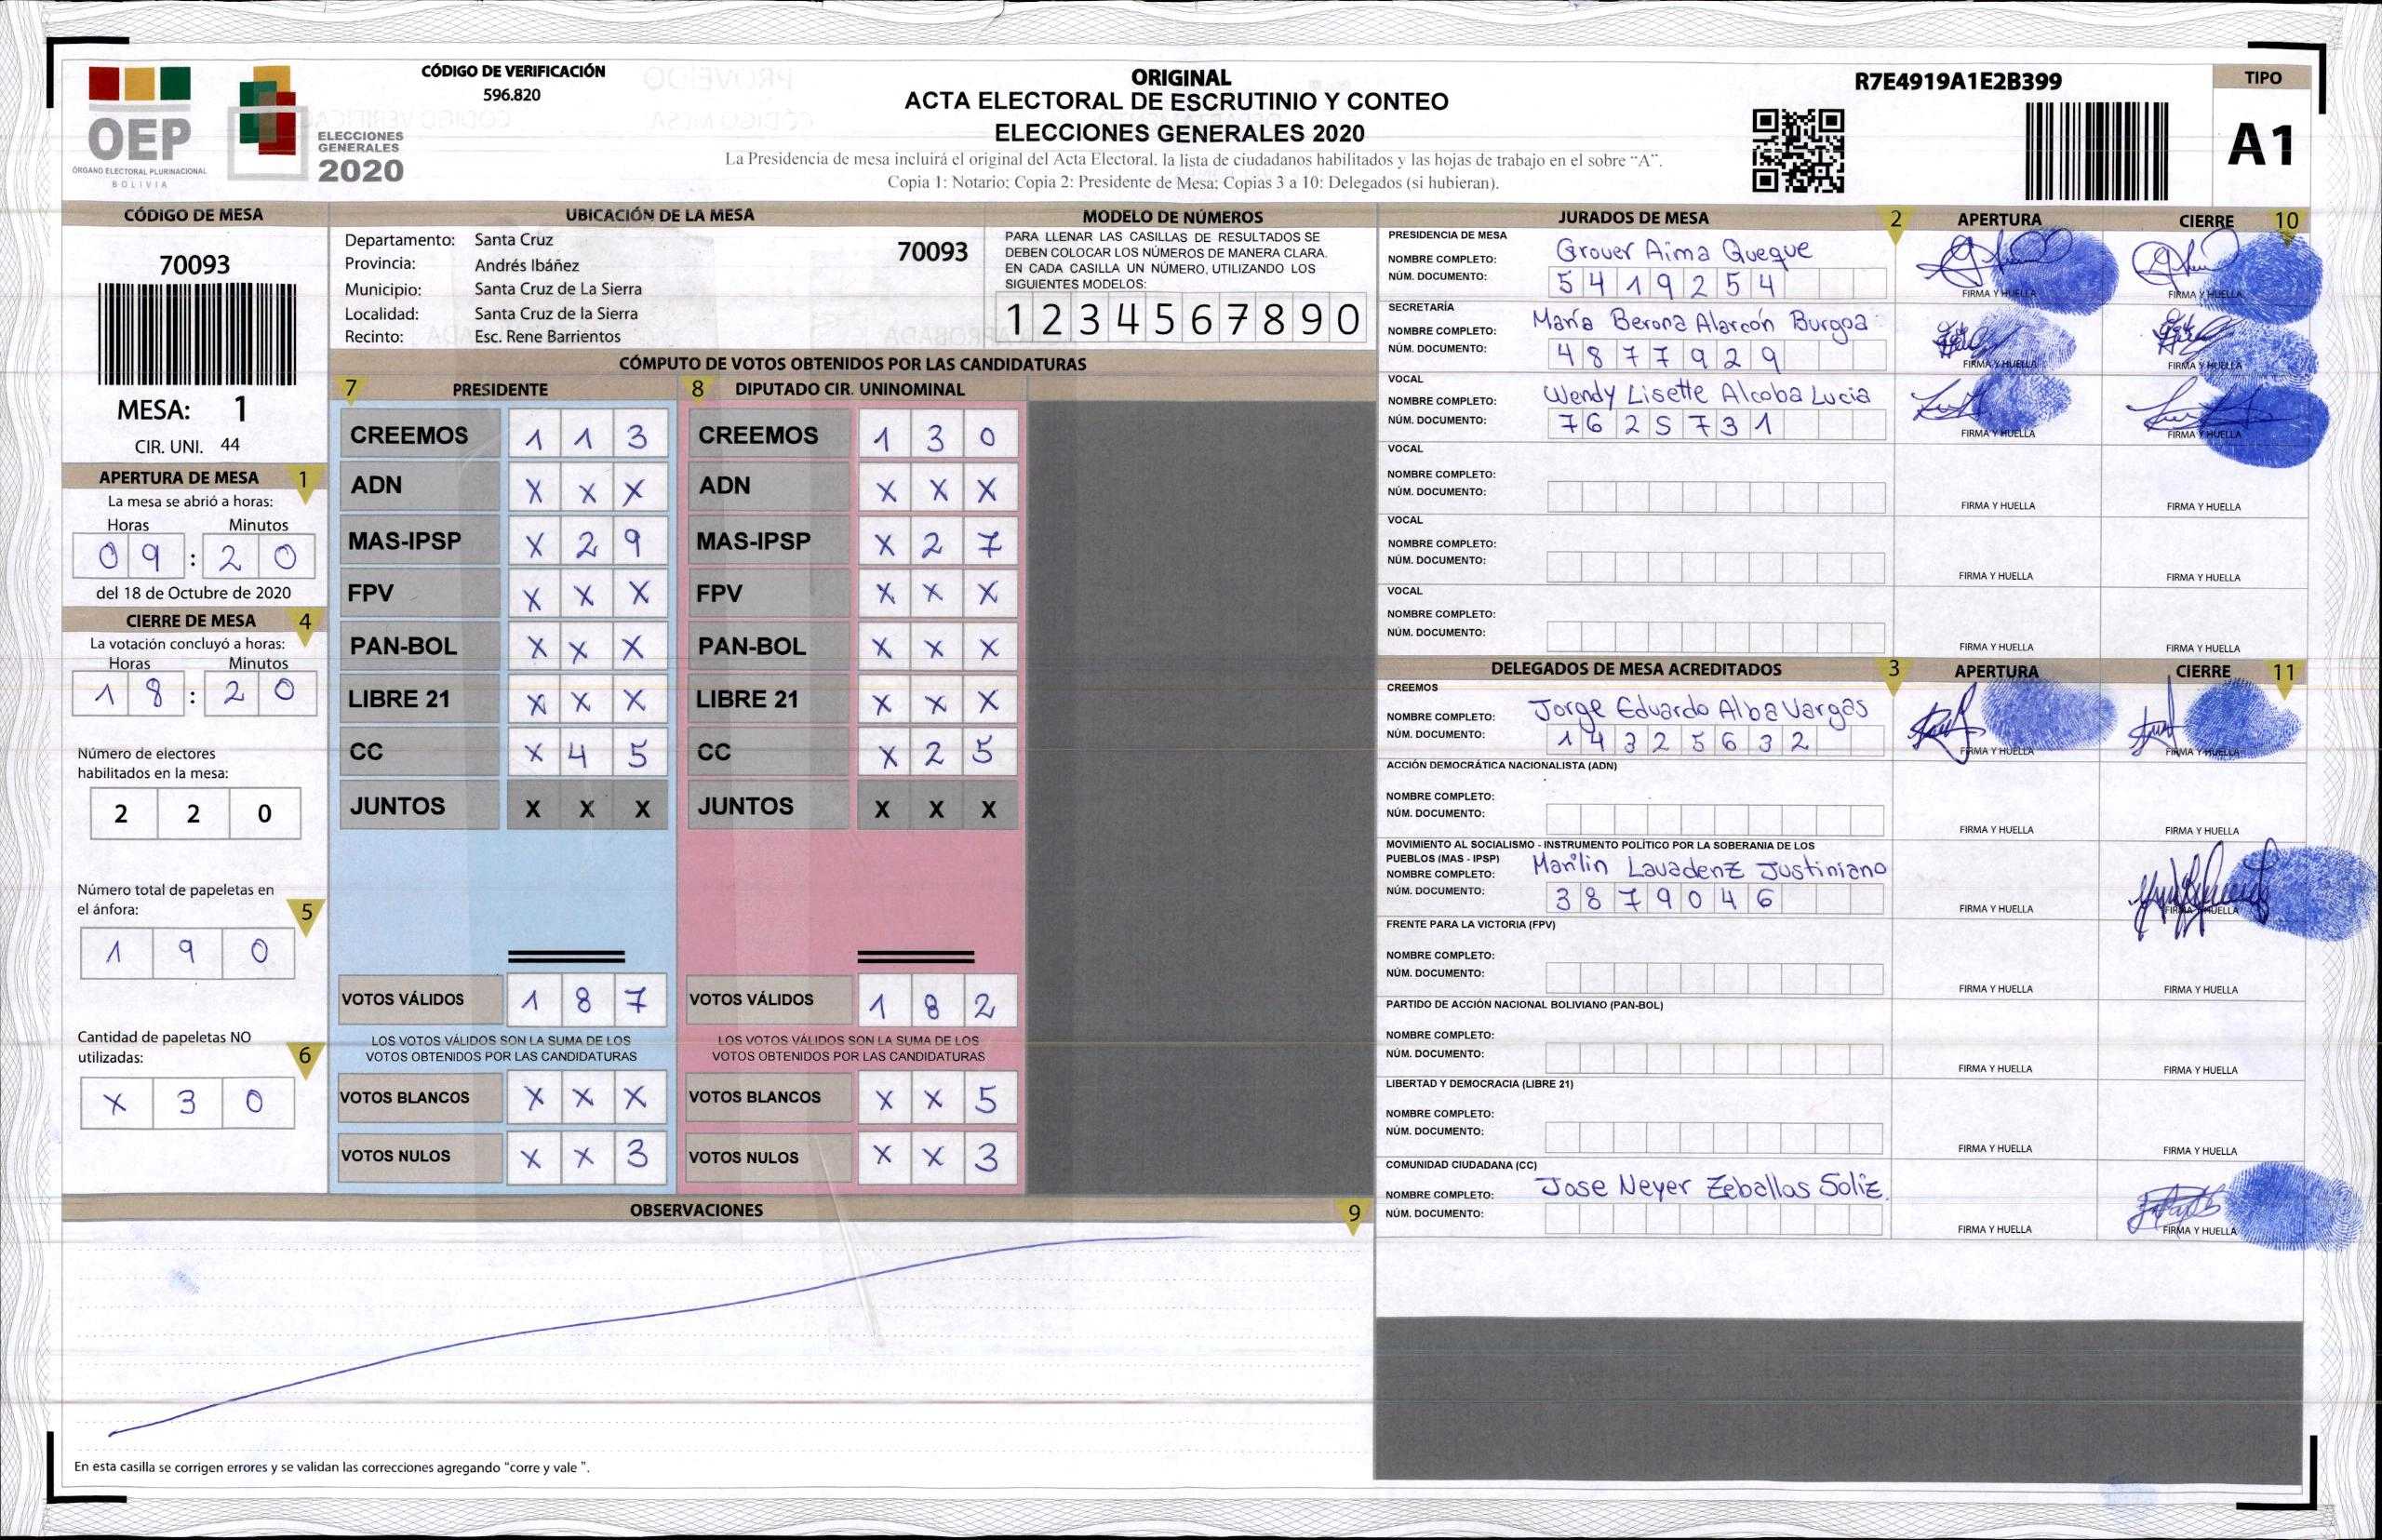 OEP
ÓRGANO ELECTORAL PLURINACIONAL
BOLIVIA
ELECCIONES
GENERALES
2020
CÓDIGO DE VERIFICACIÓN
596.820
ORIGINAL
ACTA ELECTORAL DE ESCRUTINIO Y CONTEO
ELECCIONES GENERALES 2020
La Presidencia de mesa incluirá el original del Acta Electoral, la lista de ciudadanos habilitados y las hojas de trabajo en el sobre “A”.
Copia 1: Notario; Copia 2: Presidente de Mesa; Copias 3 a 10: Delegados (si hubieran).
R7E4919A1E2B399
TIPO
A1
CÓDIGO DE MESA
70093
MESA: 1
CIR. UNI. 44
APERTURA DE MESA 1
La mesa se abrió a horas:
Horas Minutos
0 9 : 2 0
del 18 de Octubre de 2020
CIERRE DE MESA 4
La votación concluyó a horas:
Horas Minutos
1 8 : 2 0
Número de electores
habilitados en la mesa:
2 2 0
Número total de papeletas en
el ánfora: 5
1 9 0
Cantidad de papeletas NO
utilizadas: 6
X 3 0
UBICACIÓN DE LA MESA
Departamento: Santa Cruz 70093
Provincia: Andrés Ibáñez
Municipio: Santa Cruz de La Sierra
Localidad: Santa Cruz de la Sierra
Recinto: Esc. Rene Barrientos
MODELO DE NÚMEROS
PARA LLENAR LAS CASILLAS DE RESULTADOS SE
DEBEN COLOCAR LOS NÚMEROS DE MANERA CLARA.
EN CADA CASILLA UN NÚMERO, UTILIZANDO LOS
SIGUIENTES MODELOS:
1 2 3 4 5 6 7 8 9 0
CÓMPUTO DE VOTOS OBTENIDOS POR LAS CANDIDATURAS
7 PRESIDENTE 8 DIPUTADO CIR. UNINOMINAL
CREEMOS 1 1 3 CREEMOS 1 3 0
ADN X X X ADN X X X
MAS-IPSP X 2 9 MAS-IPSP X 2 7
FPV X X X FPV X X X
PAN-BOL X X X PAN-BOL X X X
LIBRE 21 X X X LIBRE 21 X X X
CC X 4 5 CC X 2 5
JUNTOS X X X JUNTOS X X X
VOTOS VÁLIDOS 1 8 7 VOTOS VÁLIDOS 1 8 2
LOS VOTOS VÁLIDOS SON LA SUMA DE LOS LOS VOTOS VÁLIDOS SON LA SUMA DE LOS
VOTOS OBTENIDOS POR LAS CANDIDATURAS VOTOS OBTENIDOS POR LAS CANDIDATURAS
VOTOS BLANCOS X X X VOTOS BLANCOS X X 5
VOTOS NULOS X X 3 VOTOS NULOS X X 3
OBSERVACIONES 9
En esta casilla se corrigen errores y se validan las correcciones agregando “corre y vale ”.
JURADOS DE MESA 2 APERTURA CIERRE 10
PRESIDENCIA DE MESA
NOMBRE COMPLETO: Grover Aima Queque
NÚM. DOCUMENTO: 5 4 1 9 2 5 4
FIRMA Y HUELLA FIRMA Y HUELLA
SECRETARÍA
NOMBRE COMPLETO: María Berona Alarcón Burgoa
NÚM. DOCUMENTO: 4 8 7 7 9 2 9
FIRMA Y HUELLA FIRMA Y HUELLA
VOCAL
NOMBRE COMPLETO: Wendy Lisette Alcoba Lucia
NÚM. DOCUMENTO: 7 6 2 5 7 3 1
FIRMA Y HUELLA FIRMA Y HUELLA
VOCAL
NOMBRE COMPLETO:
NÚM. DOCUMENTO:
FIRMA Y HUELLA FIRMA Y HUELLA
VOCAL
NOMBRE COMPLETO:
NÚM. DOCUMENTO:
FIRMA Y HUELLA FIRMA Y HUELLA
VOCAL
NOMBRE COMPLETO:
NÚM. DOCUMENTO:
FIRMA Y HUELLA FIRMA Y HUELLA
DELEGADOS DE MESA ACREDITADOS 3 APERTURA CIERRE 11
CREEMOS
NOMBRE COMPLETO: Jorge Eduardo Alba Vargas
NÚM. DOCUMENTO: 1 4 3 2 5 6 3 2
FIRMA Y HUELLA FIRMA Y HUELLA
ACCIÓN DEMOCRÁTICA NACIONALISTA (ADN)
NOMBRE COMPLETO:
NÚM. DOCUMENTO:
FIRMA Y HUELLA FIRMA Y HUELLA
MOVIMIENTO AL SOCIALISMO - INSTRUMENTO POLÍTICO POR LA SOBERANIA DE LOS
PUEBLOS (MAS - IPSP)
NOMBRE COMPLETO: Marilin Lavadenz Justiniano
NÚM. DOCUMENTO: 3 8 7 9 0 4 6
FIRMA Y HUELLA FIRMA Y HUELLA
FRENTE PARA LA VICTORIA (FPV)
NOMBRE COMPLETO:
NÚM. DOCUMENTO:
FIRMA Y HUELLA FIRMA Y HUELLA
PARTIDO DE ACCIÓN NACIONAL BOLIVIANO (PAN-BOL)
NOMBRE COMPLETO:
NÚM. DOCUMENTO:
FIRMA Y HUELLA FIRMA Y HUELLA
LIBERTAD Y DEMOCRACIA (LIBRE 21)
NOMBRE COMPLETO:
NÚM. DOCUMENTO:
FIRMA Y HUELLA FIRMA Y HUELLA
COMUNIDAD CIUDADANA (CC)
NOMBRE COMPLETO: Jose Neyer Zeballos Soliz.
NÚM. DOCUMENTO:
FIRMA Y HUELLA FIRMA Y HUELLA